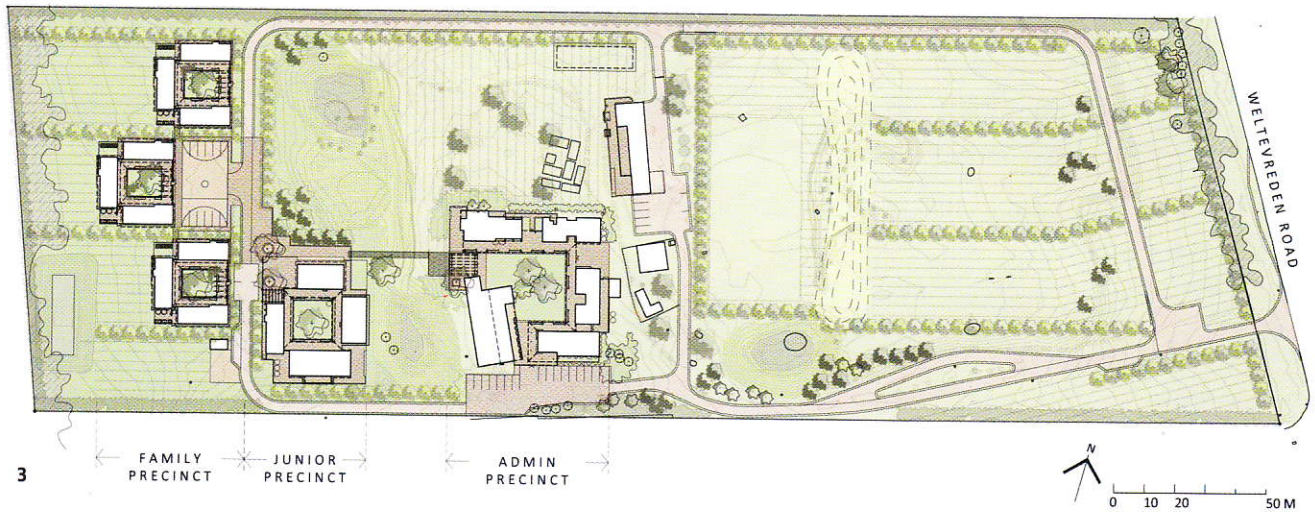 WELTEVREDEN ROAD
3
FAMILY
PRECINCT
JUNIOR
PRECINCT
ADMIN
PRECINCT
N
0 10 20 50 M